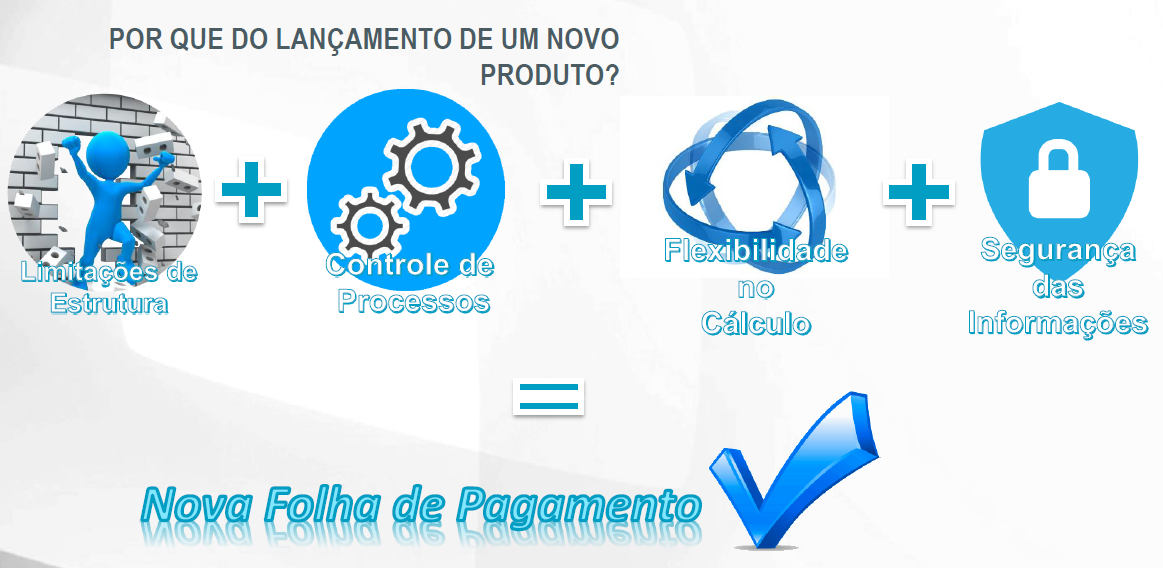 POR QUE DO LANÇAMENTO DE UM NOVO
PRODUTO?
Limitações de
Estrutura
Controle de
Processos
Flexibilidade
no
Cálculo
Segurança
das
Informações
Nova Folha de Pagamento